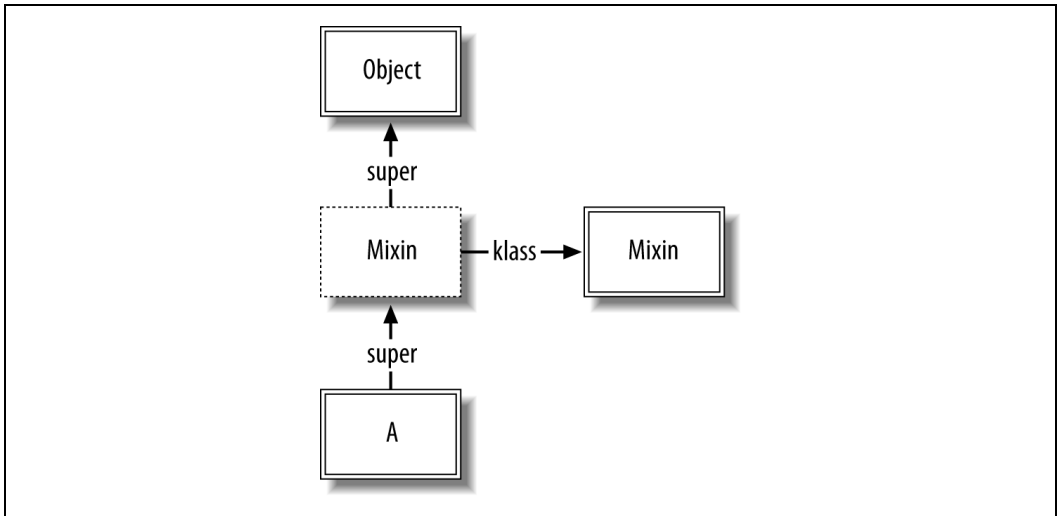 Object
super
Mixin
klass
Mixin
super
A